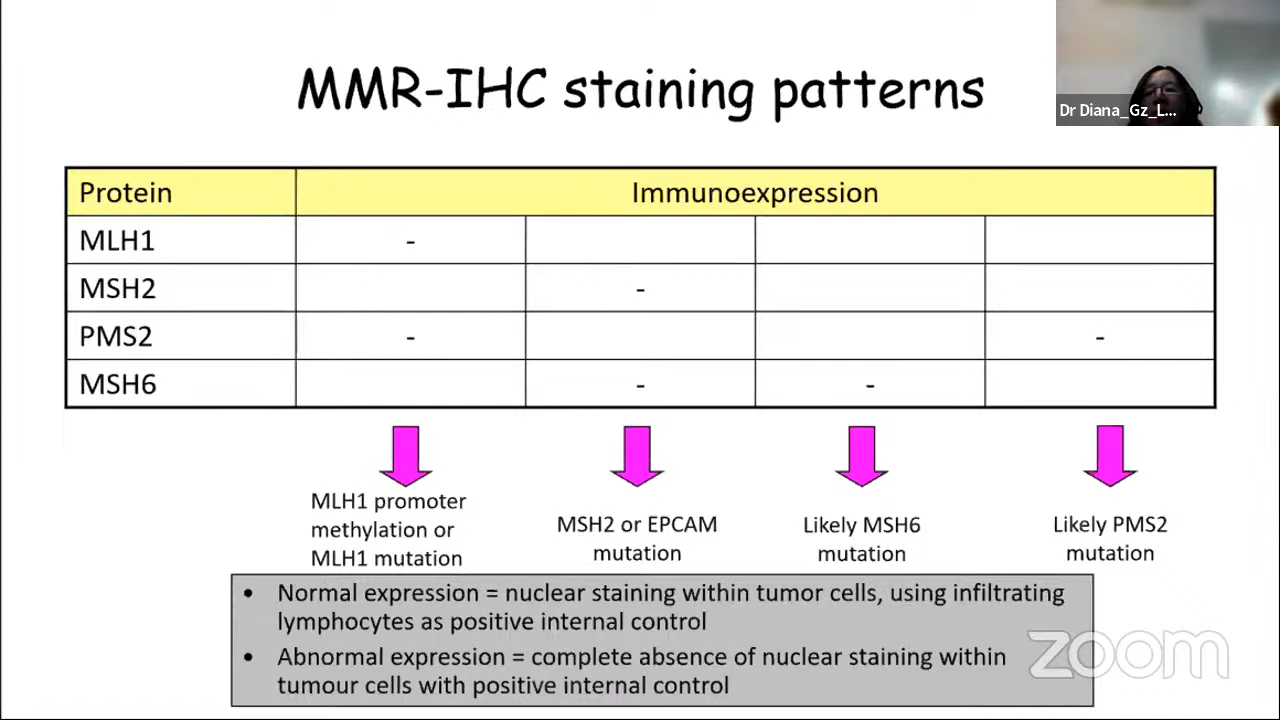 MMR-IHC staining patterns
Dr Diana_Gz_L...
Protein Immunoexpression
MLH1 -
MSH2 -
PMS2 - -
MSH6 - -
MLH1 promoter
methylation or
MLH1 mutation
MSH2 or EPCAM
mutation
Likely MSH6
mutation
Likely PMS2
mutation
• Normal expression = nuclear staining within tumor cells, using infiltrating
lymphocytes as positive internal control
• Abnormal expression = complete absence of nuclear staining within
tumour cells with positive internal control
zoom